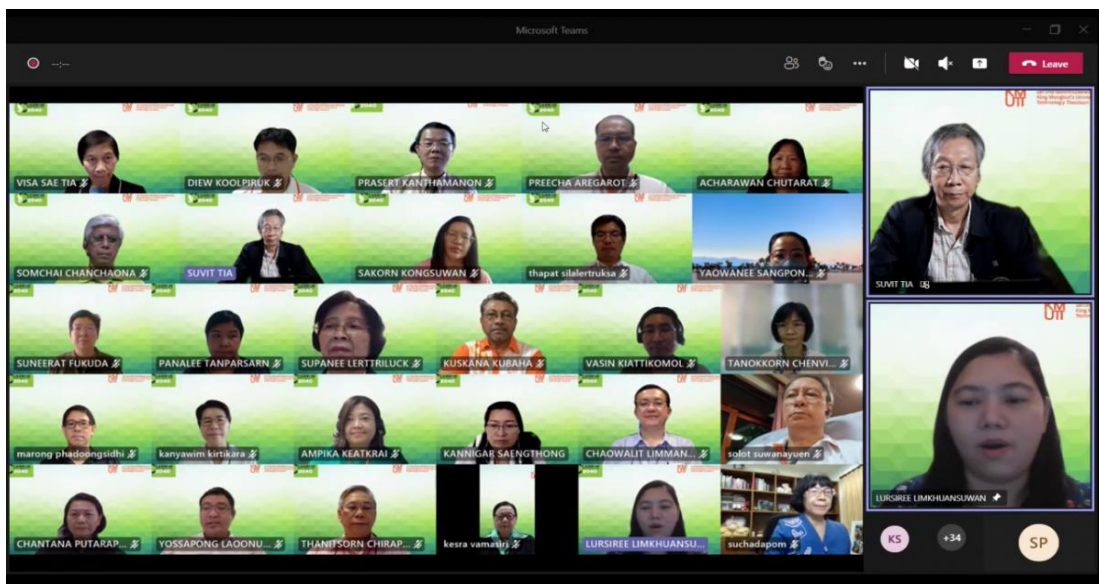 Microsoft Teams
--:--
Leave
VISA SAE TIA
DIEW KOOLPIRUK
PRASERT KANTHAMANON
PREECHA AREGAROT
ACHARAWAN CHUTARAT
SOMCHAI CHANCHAONA
SUVIT TIA
SAKORN KONGSUWAN
thapat silalertruksa
YAOWANEE SANGPON...
SUVIT TIA
SUNEERAT FUKUDA
PANALEE TANPARSARN
SUPANEE LERTTRILUCK
KUSKANA KUBAHA
VASIN KIATTIKOMOL
TANOKKORN CHENVI...
marong phadoongsidhi
kanyawim kirtikara
AMPIKA KEATKRAI
KANNIGAR SAENGTHONG
CHAOWALIT LIMMAN...
solot suwanayuen
LURSIREE LIMKHUANSUWAN
CHANTANA PUTARAP...
YOSSAPONG LAOONU...
THANITSORN CHIRAP...
kesra vamasiri
LURSIREE LIMKHUANSU...
suchadaporn
KS
+34
SP